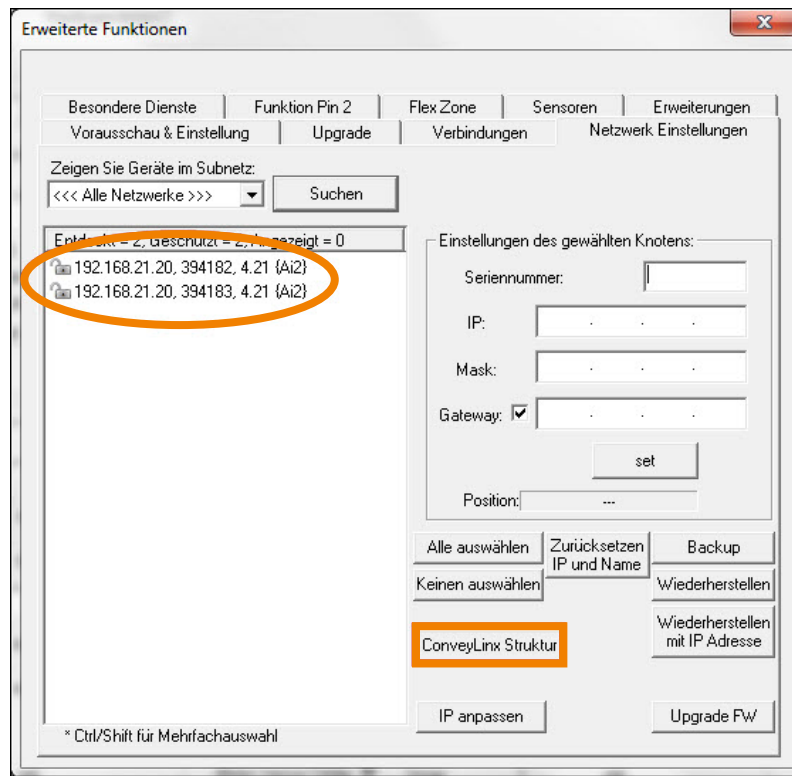 Erweiterte Funktionen
Besondere Dienste
Funktion Pin 2
Flex Zone
Sensoren
Erweiterungen
Vorausschau & Einstellung
Upgrade
Verbindungen
Netzwerk Einstellungen
Zeigen Sie Geräte im Subnetz:
<<< Alle Netzwerke >>>
Suchen
Entdeckt = 2, Geschützt = 2, Angezeigt = 0
192.168.21.20, 394182, 4.21 {Ai2}
192.168.21.20, 394183, 4.21 {Ai2}
* Ctrl/Shift für Mehrfachauswahl
Einstellungen des gewählten Knotens:
Seriennummer:
IP: . . .
Mask: . . .
Gateway: . . .
set
Position: ---
Alle auswählen
Zurücksetzen
IP und Name
Backup
Keinen auswählen
Wiederherstellen
ConveyLinx Struktur
Wiederherstellen
mit IP Adresse
IP anpassen
Upgrade FW